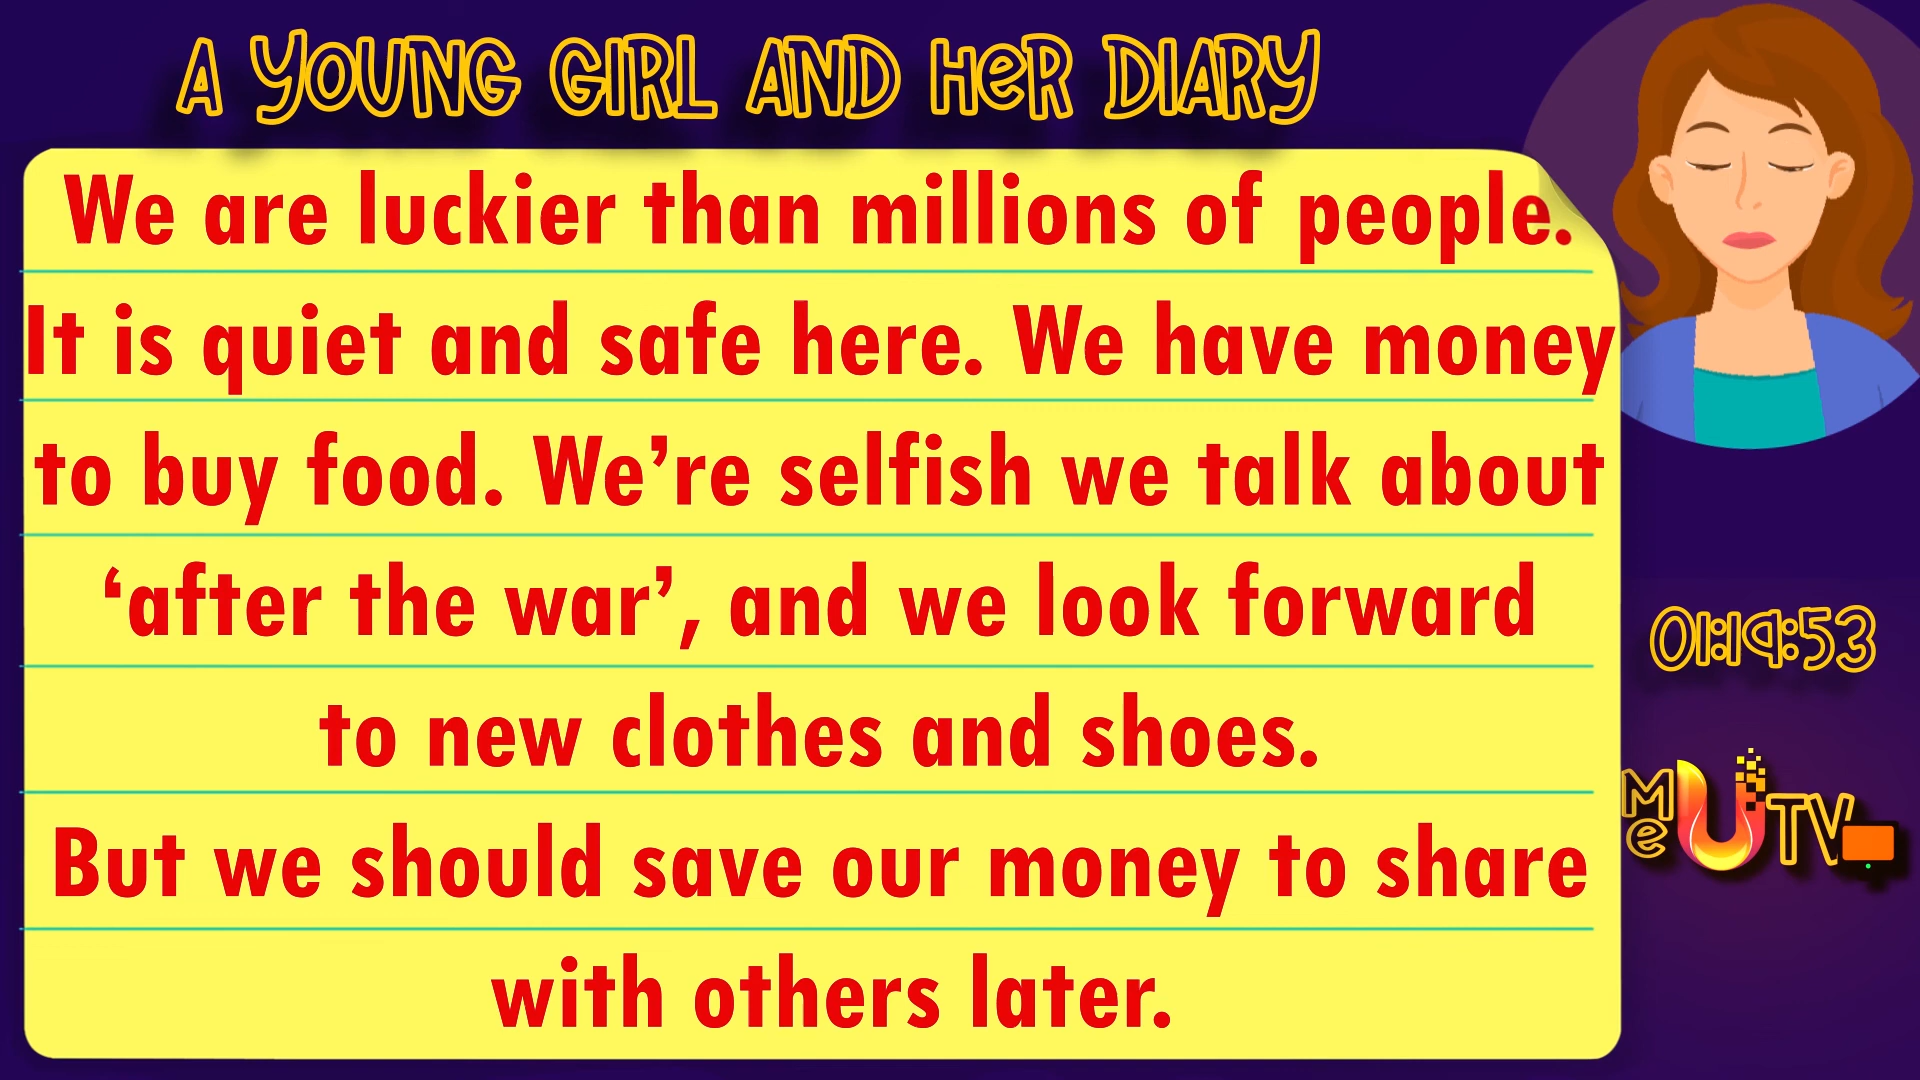 A YOUNG GIRL AND HeR DIARY
We are luckier than millions of people.
It is quiet and safe here. We have money
to buy food. We’re selfish we talk about
‘after the war’, and we look forward
to new clothes and shoes.
But we should save our money to share
with others later.
01:19:53
Me U TV